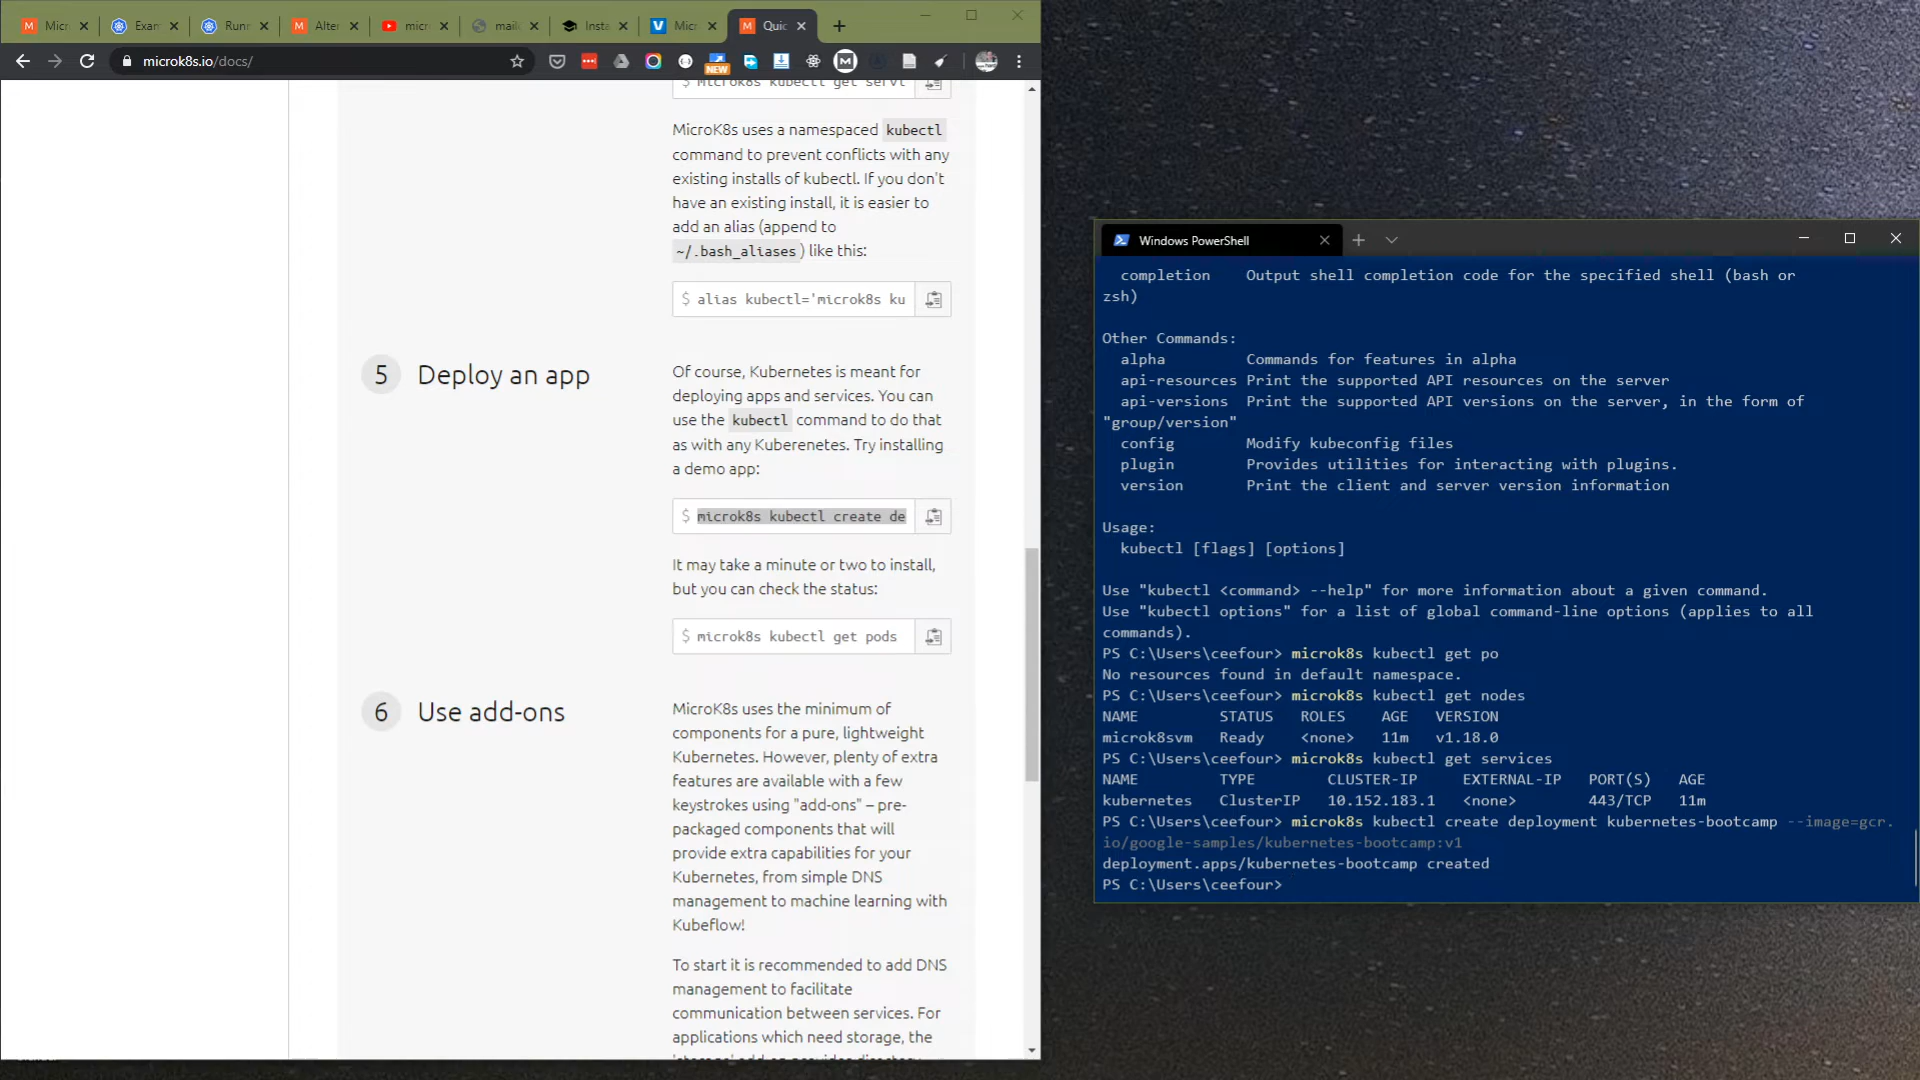 Micr
Exan
Runr
Alter
micr
mail
Insta
Micr
Quic
microk8s.io/docs/
NEW
$ microk8s kubectl get servi
MicroK8s uses a namespaced kubectl
command to prevent conflicts with any
existing installs of kubectl. If you don't
have an existing install, it is easier to
add an alias (append to
~/.bash_aliases) like this:
$ alias kubectl='microk8s ku
5 Deploy an app
Of course, Kubernetes is meant for
deploying apps and services. You can
use the kubectl command to do that
as with any Kuberenetes. Try installing
a demo app:
$ microk8s kubectl create de
It may take a minute or two to install,
but you can check the status:
$ microk8s kubectl get pods
6 Use add-ons
MicroK8s uses the minimum of
components for a pure, lightweight
Kubernetes. However, plenty of extra
features are available with a few
keystrokes using "add-ons" – pre-
packaged components that will
provide extra capabilities for your
Kubernetes, from simple DNS
management to machine learning with
Kubeflow!
To start it is recommended to add DNS
management to facilitate
communication between services. For
applications which need storage, the
Windows PowerShell
completion Output shell completion code for the specified shell (bash or
zsh)
Other Commands:
alpha Commands for features in alpha
api-resources Print the supported API resources on the server
api-versions Print the supported API versions on the server, in the form of
"group/version"
config Modify kubeconfig files
plugin Provides utilities for interacting with plugins.
version Print the client and server version information
Usage:
kubectl [flags] [options]
Use "kubectl <command> --help" for more information about a given command.
Use "kubectl options" for a list of global command-line options (applies to all
commands).
PS C:\Users\ceefour> microk8s kubectl get po
No resources found in default namespace.
PS C:\Users\ceefour> microk8s kubectl get nodes
NAME STATUS ROLES AGE VERSION
microk8svm Ready <none> 11m v1.18.0
PS C:\Users\ceefour> microk8s kubectl get services
NAME TYPE CLUSTER-IP EXTERNAL-IP PORT(S) AGE
kubernetes ClusterIP 10.152.183.1 <none> 443/TCP 11m
PS C:\Users\ceefour> microk8s kubectl create deployment kubernetes-bootcamp --image=gcr.
io/google-samples/kubernetes-bootcamp:v1
deployment.apps/kubernetes-bootcamp created
PS C:\Users\ceefour>